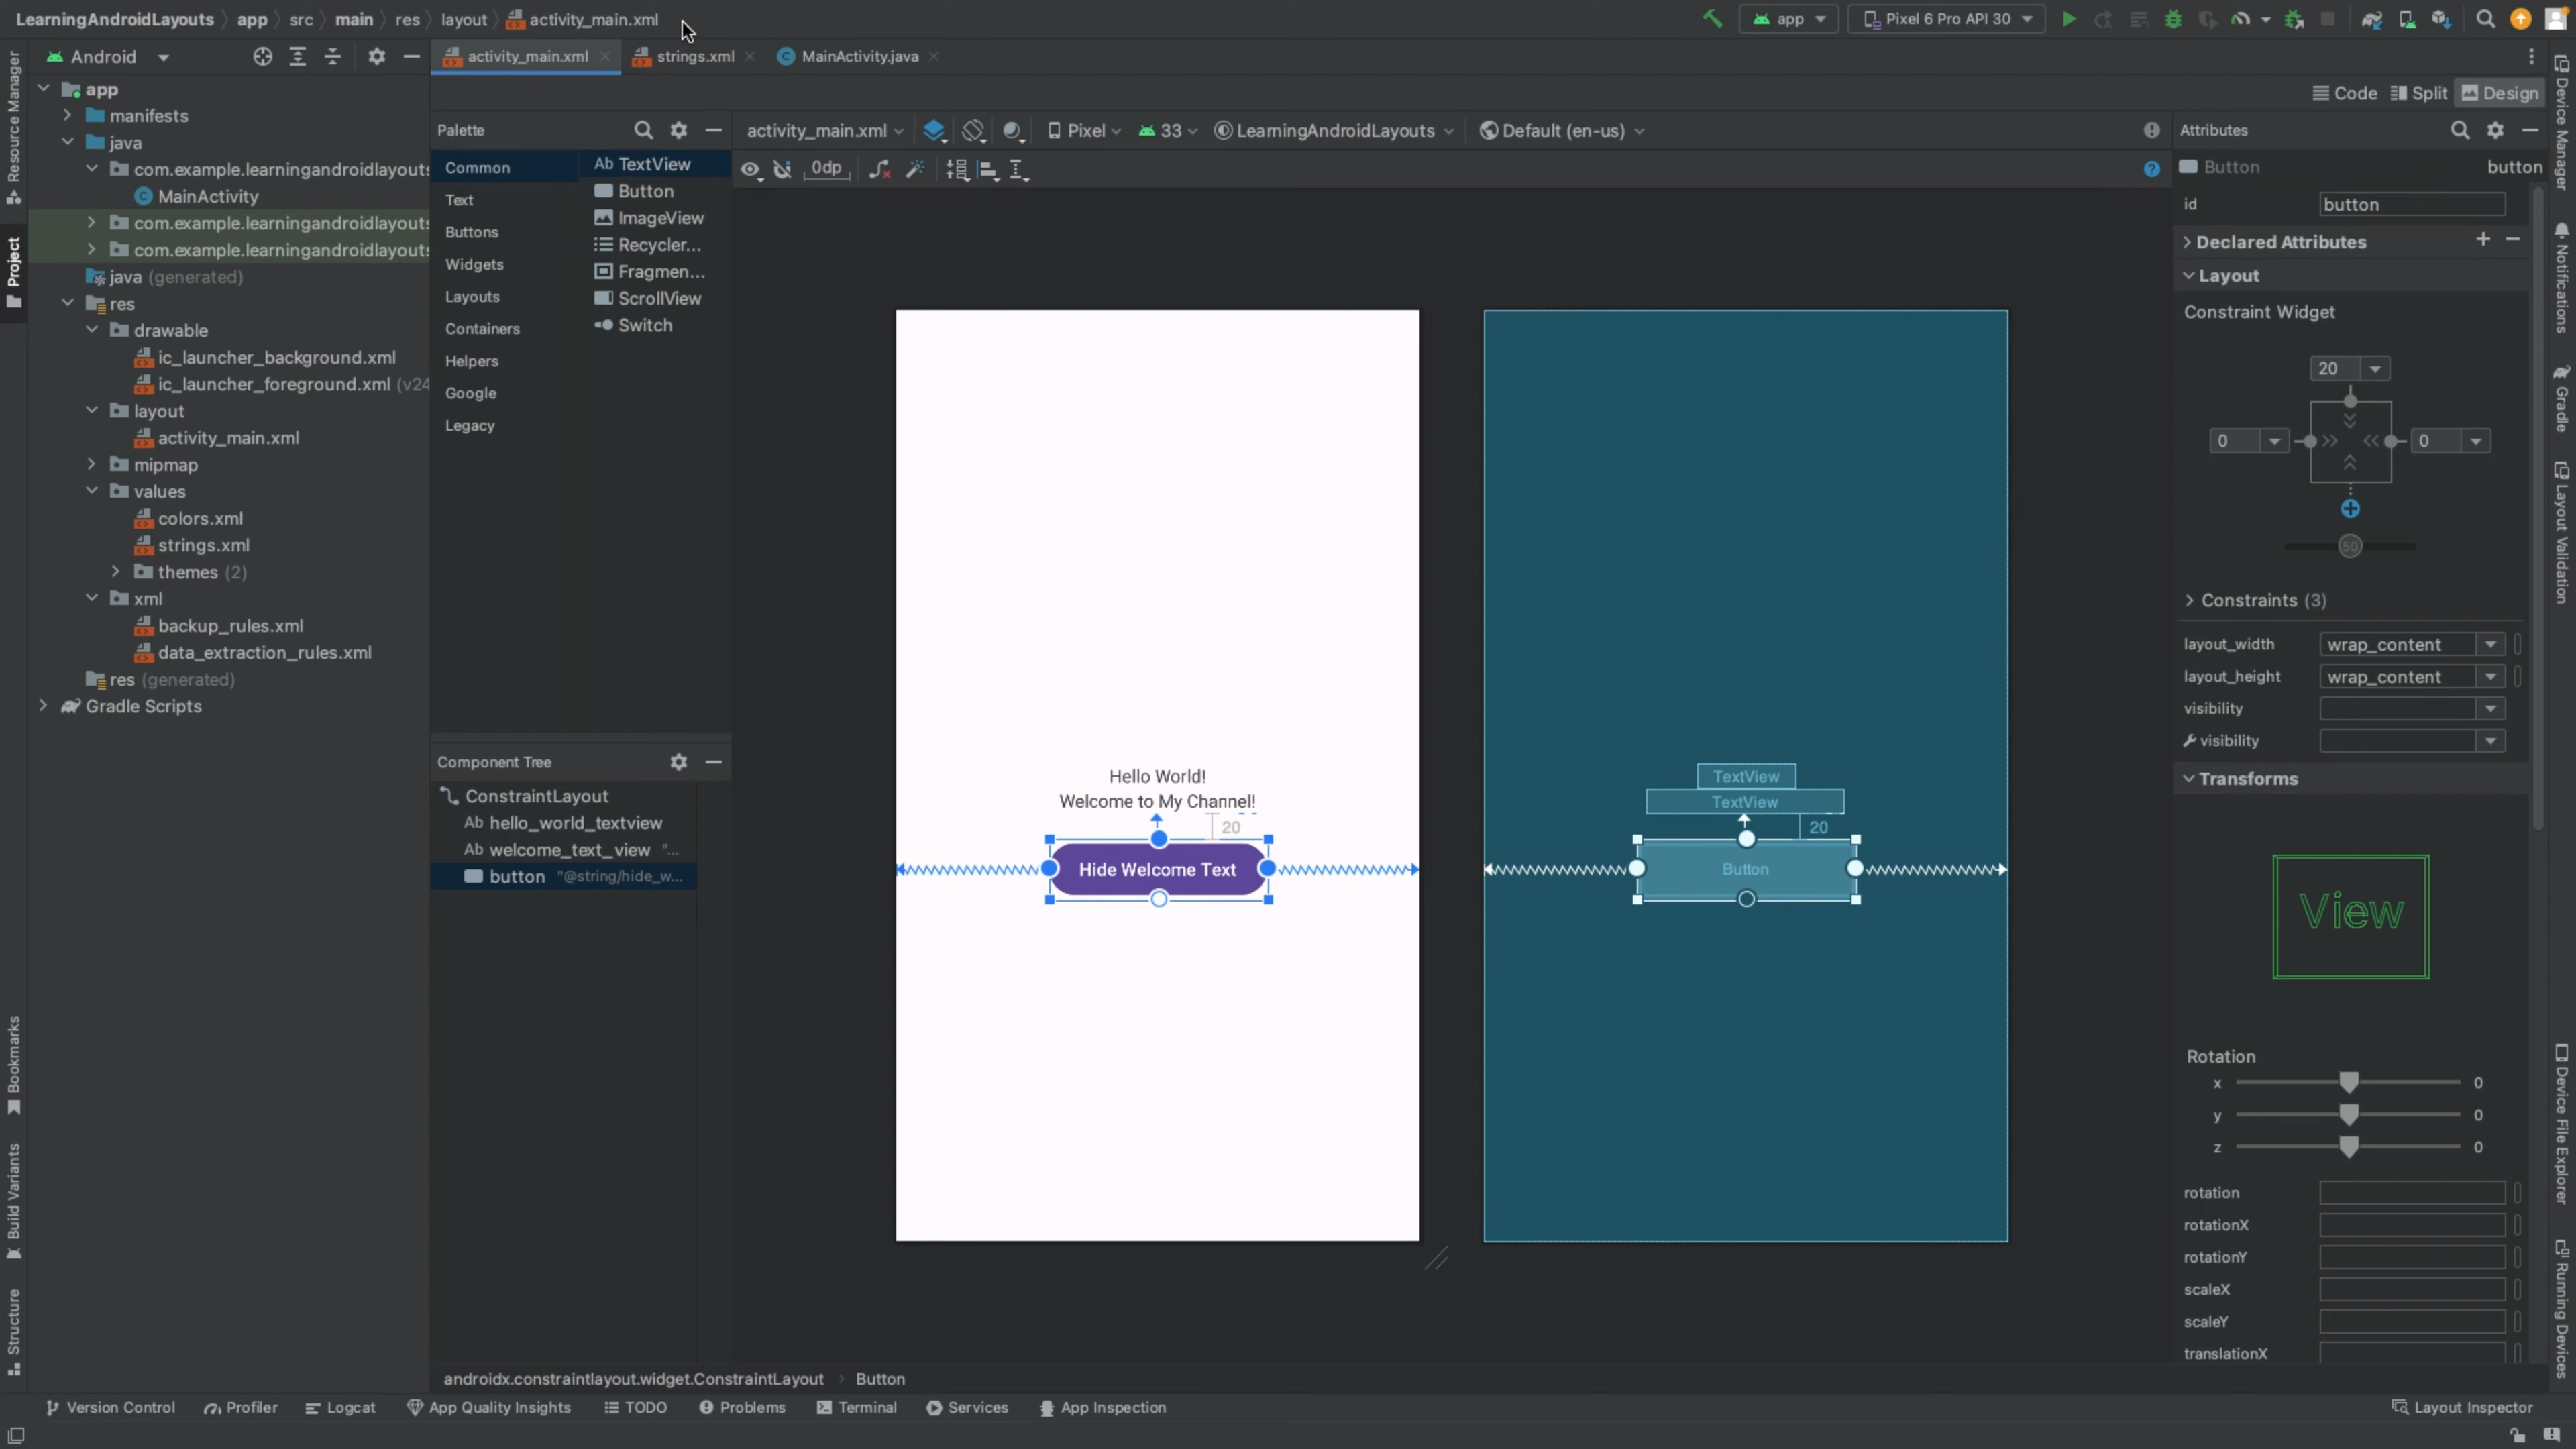 LearningAndroidLayouts app src main res layout activity_main.xml
app
Pixel 6 Pro API 30
Android
activity_main.xml
strings.xml
MainActivity.java
Code
Split
Design
Resource Manager
Project
Bookmarks
Build Variants
Structure
app
manifests
java
com.example.learningandroidlayouts
MainActivity
com.example.learningandroidlayouts
com.example.learningandroidlayouts
java (generated)
res
drawable
ic_launcher_background.xml
ic_launcher_foreground.xml (v24
layout
activity_main.xml
mipmap
values
colors.xml
strings.xml
themes (2)
xml
backup_rules.xml
data_extraction_rules.xml
res (generated)
Gradle Scripts
Palette
Common
Text
Buttons
Widgets
Layouts
Containers
Helpers
Google
Legacy
Ab TextView
Button
ImageView
Recycler...
Fragmen...
ScrollView
Switch
Component Tree
ConstraintLayout
Ab hello_world_textview
Ab welcome_text_view "...
button "@string/hide_w...
activity_main.xml
Pixel
33
LearningAndroidLayouts
Default (en-us)
0dp
Hello World!
Welcome to My Channel!
20
Hide Welcome Text
TextView
TextView
20
Button
Attributes
Button
button
id
button
Declared Attributes
Layout
Constraint Widget
20
0
0
50
Constraints (3)
layout_width
wrap_content
layout_height
wrap_content
visibility
visibility
Transforms
View
Rotation
x 0
y 0
z 0
rotation
rotationX
rotationY
scaleX
scaleY
translationX
Device Manager
Notifications
Gradle
Layout Validation
Device File Explorer
Running Devices
androidx.constraintlayout.widget.ConstraintLayout Button
Version Control
Profiler
Logcat
App Quality Insights
TODO
Problems
Terminal
Services
App Inspection
Layout Inspector